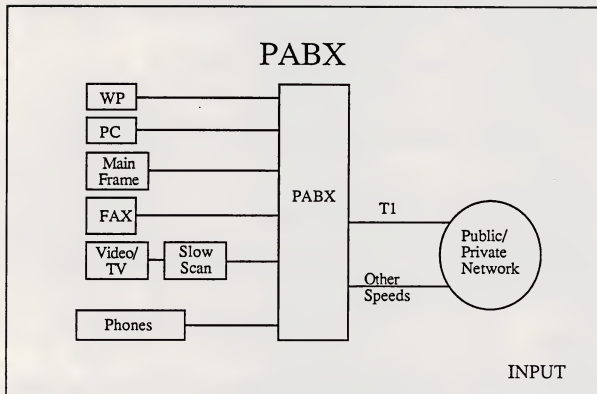 PABX
WP
PC
Main
Frame
FAX
Video/
TV
Slow
Scan
Phones
PABX
T1
Other
Speeds
Public/
Private
Network
INPUT